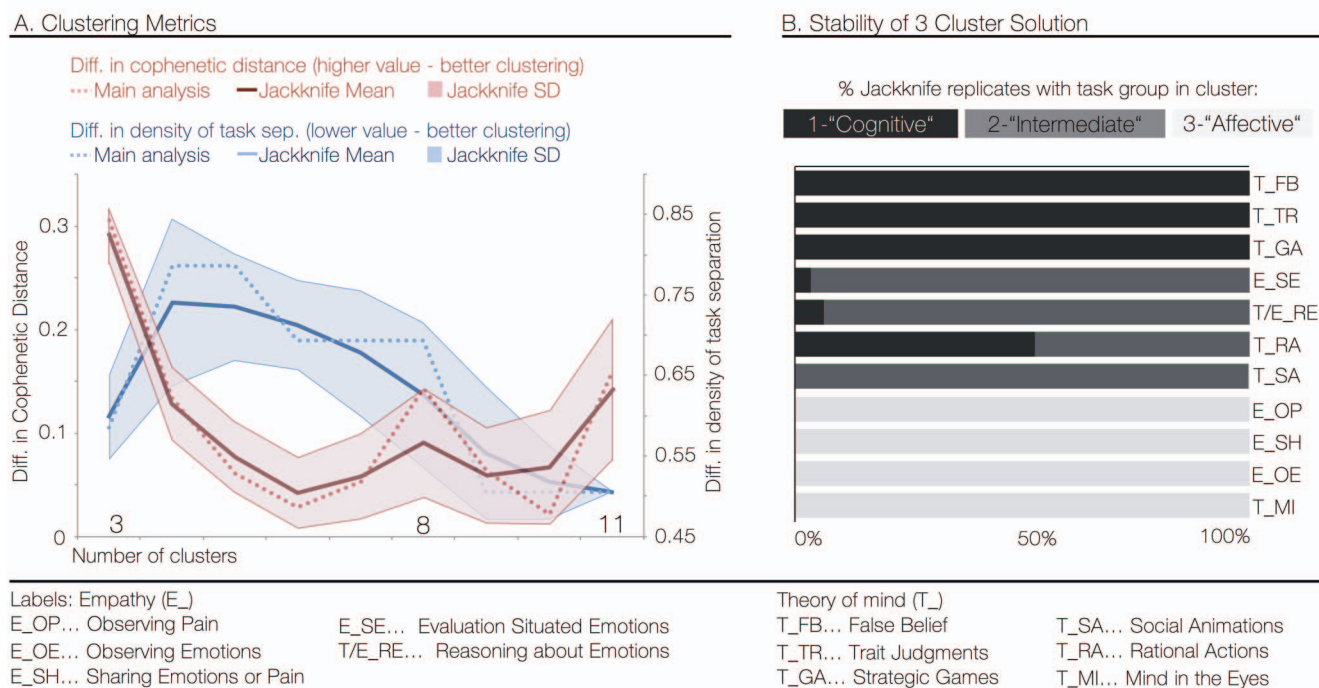 A. Clustering Metrics
Diff. in cophenetic distance (higher value - better clustering)
Main analysis Jackknife Mean Jackknife SD
Diff. in density of task sep. (lower value - better clustering)
Main analysis Jackknife Mean Jackknife SD
Diff. in Cophenetic Distance
0.3
0.2
0.1
0
0.85
0.75
0.65
0.55
0.45
Diff. in density of task separation
3 8 11
Number of clusters
B. Stability of 3 Cluster Solution
% Jackknife replicates with task group in cluster:
1-"Cognitive" 2-"Intermediate" 3-"Affective"
T_FB
T_TR
T_GA
E_SE
T/E_RE
T_RA
T_SA
E_OP
E_SH
E_OE
T_MI
0% 50% 100%
Labels: Empathy (E_)
E_OP... Observing Pain
E_OE... Observing Emotions
E_SH... Sharing Emotions or Pain
E_SE... Evaluation Situated Emotions
T/E_RE... Reasoning about Emotions
Theory of mind (T_)
T_FB... False Belief
T_TR... Trait Judgments
T_GA... Strategic Games
T_SA... Social Animations
T_RA... Rational Actions
T_MI... Mind in the Eyes